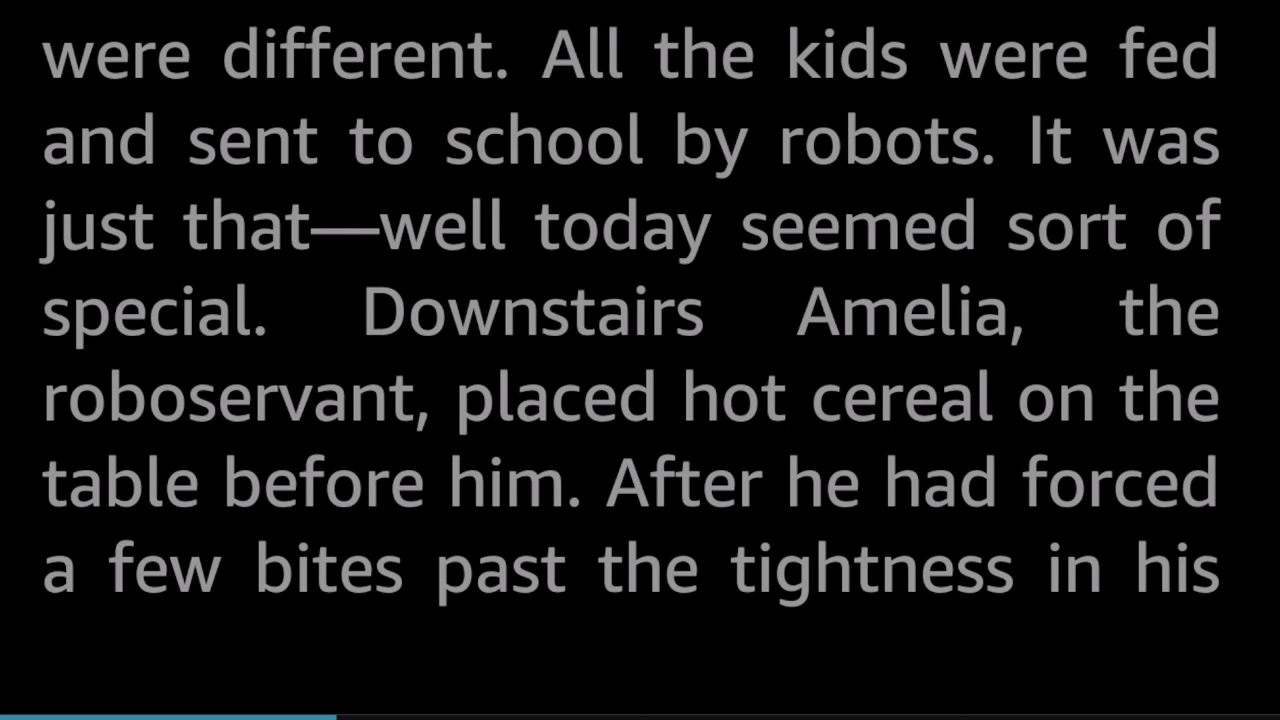 were different. All the kids were fed
and sent to school by robots. It was
just that—well today seemed sort of
special. Downstairs Amelia, the
roboservant, placed hot cereal on the
table before him. After he had forced
a few bites past the tightness in his